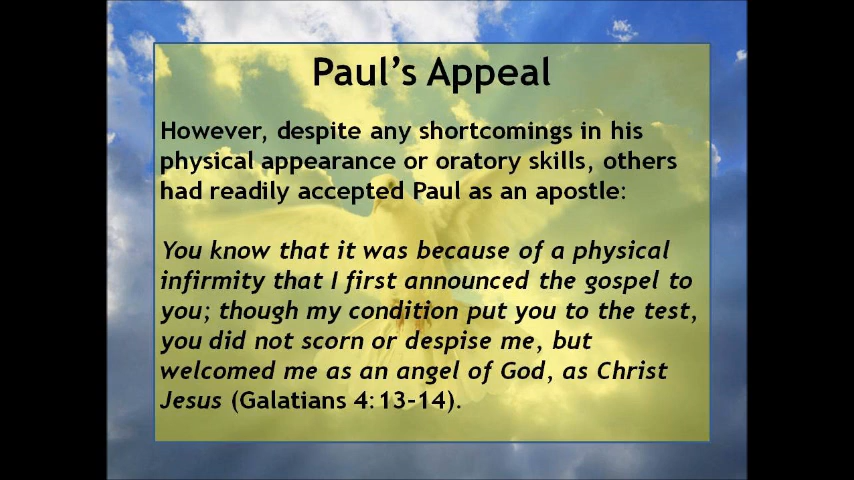 Paul's Appeal
However, despite any shortcomings in his
physical appearance or oratory skills, others
had readily accepted Paul as an apostle:
You know that it was because of a physical
infirmity that I first announced the gospel to
you; though my condition put you to the test,
you did not scorn or despise me, but
welcomed me as an angel of God, as Christ
Jesus (Galatians 4:13-14).